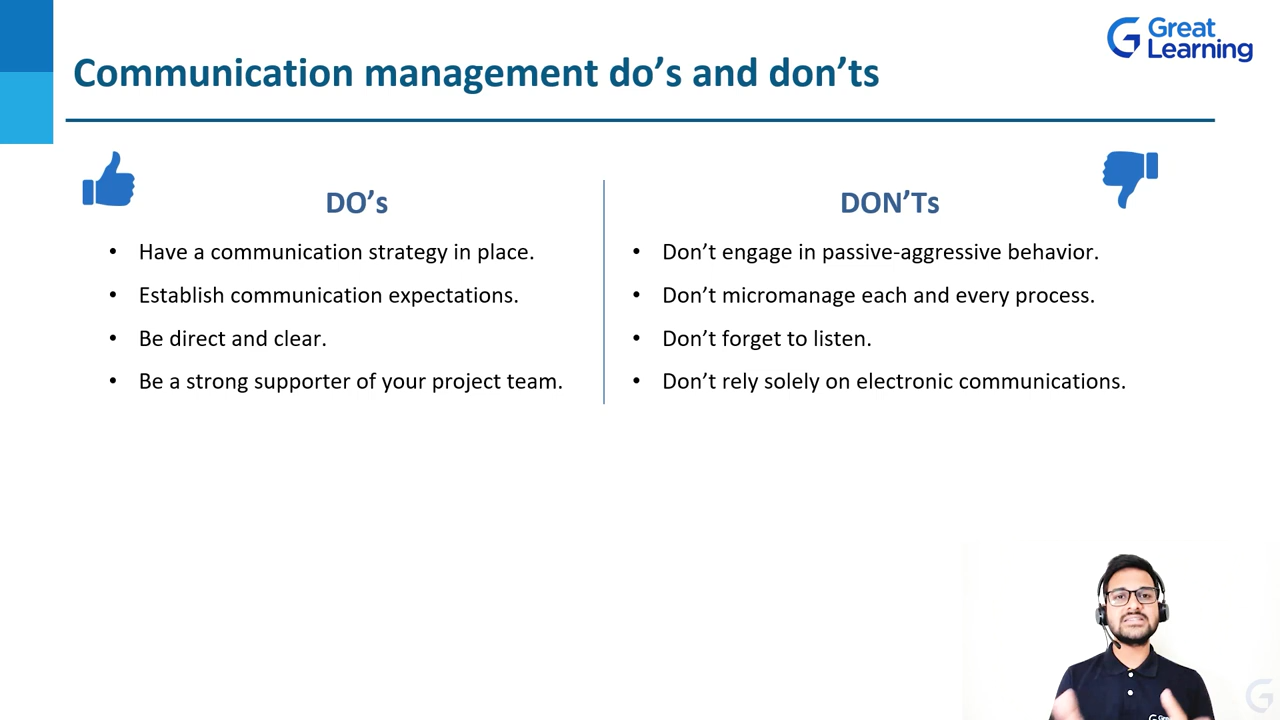 Great
Learning
Communication management do’s and don’ts
DO’s
• Have a communication strategy in place.
• Establish communication expectations.
• Be direct and clear.
• Be a strong supporter of your project team.
DON’Ts
• Don’t engage in passive-aggressive behavior.
• Don’t micromanage each and every process.
• Don’t forget to listen.
• Don’t rely solely on electronic communications.